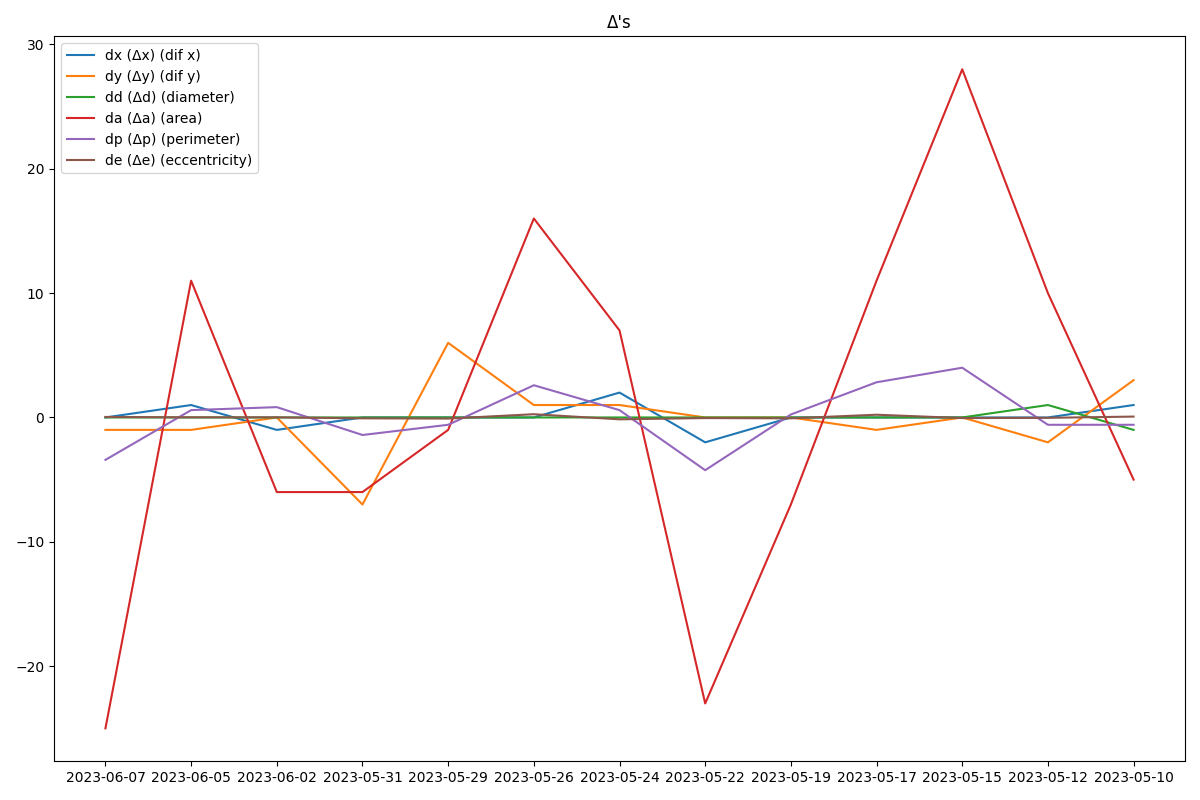 Δ's
30
20
10
0
−10
−20
dx (Δx) (dif x)
dy (Δy) (dif y)
dd (Δd) (diameter)
da (Δa) (area)
dp (Δp) (perimeter)
de (Δe) (eccentricity)
2023-06-07 2023-06-05 2023-06-02 2023-05-31 2023-05-29 2023-05-26 2023-05-24 2023-05-22 2023-05-19 2023-05-17 2023-05-15 2023-05-12 2023-05-10